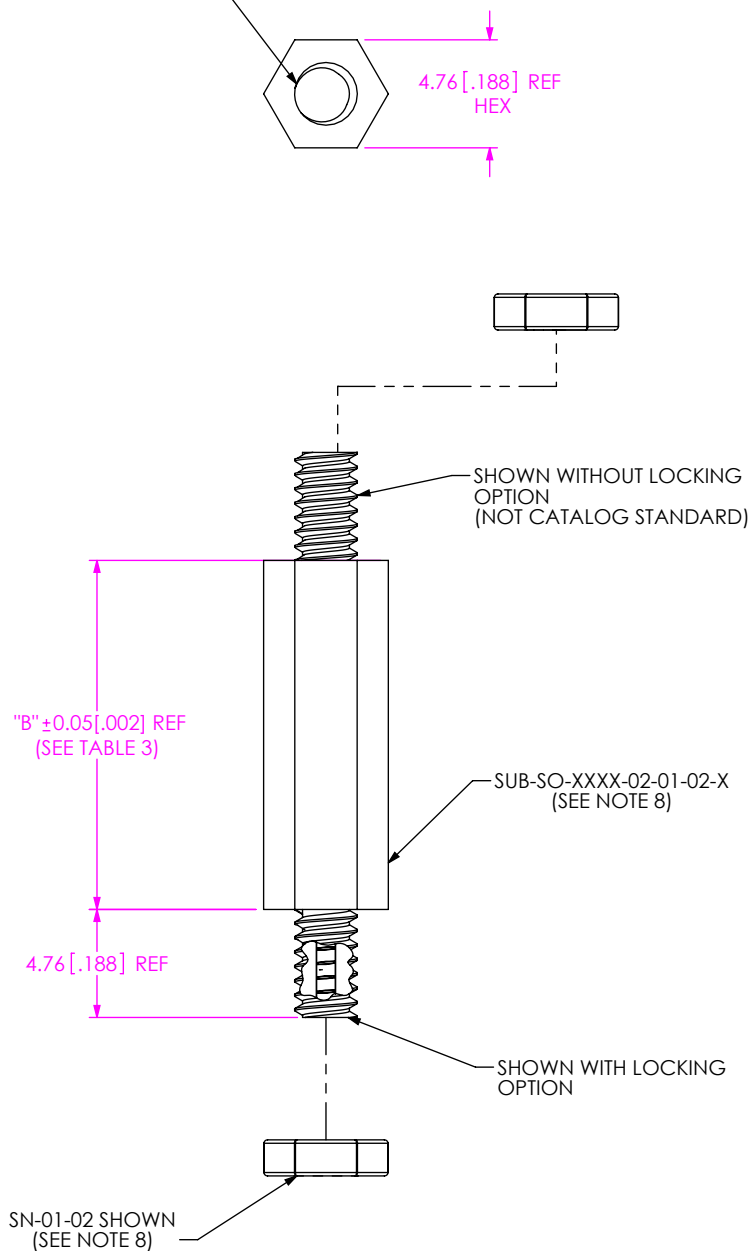 4.76 [.188] REF
HEX
SHOWN WITHOUT LOCKING
OPTION
(NOT CATALOG STANDARD)
"B" ±0.05[.002] REF
(SEE TABLE 3)
SUB-SO-XXXX-02-01-02-X
(SEE NOTE 8)
4.76 [.188] REF
SHOWN WITH LOCKING
OPTION
SN-01-02 SHOWN
(SEE NOTE 8)